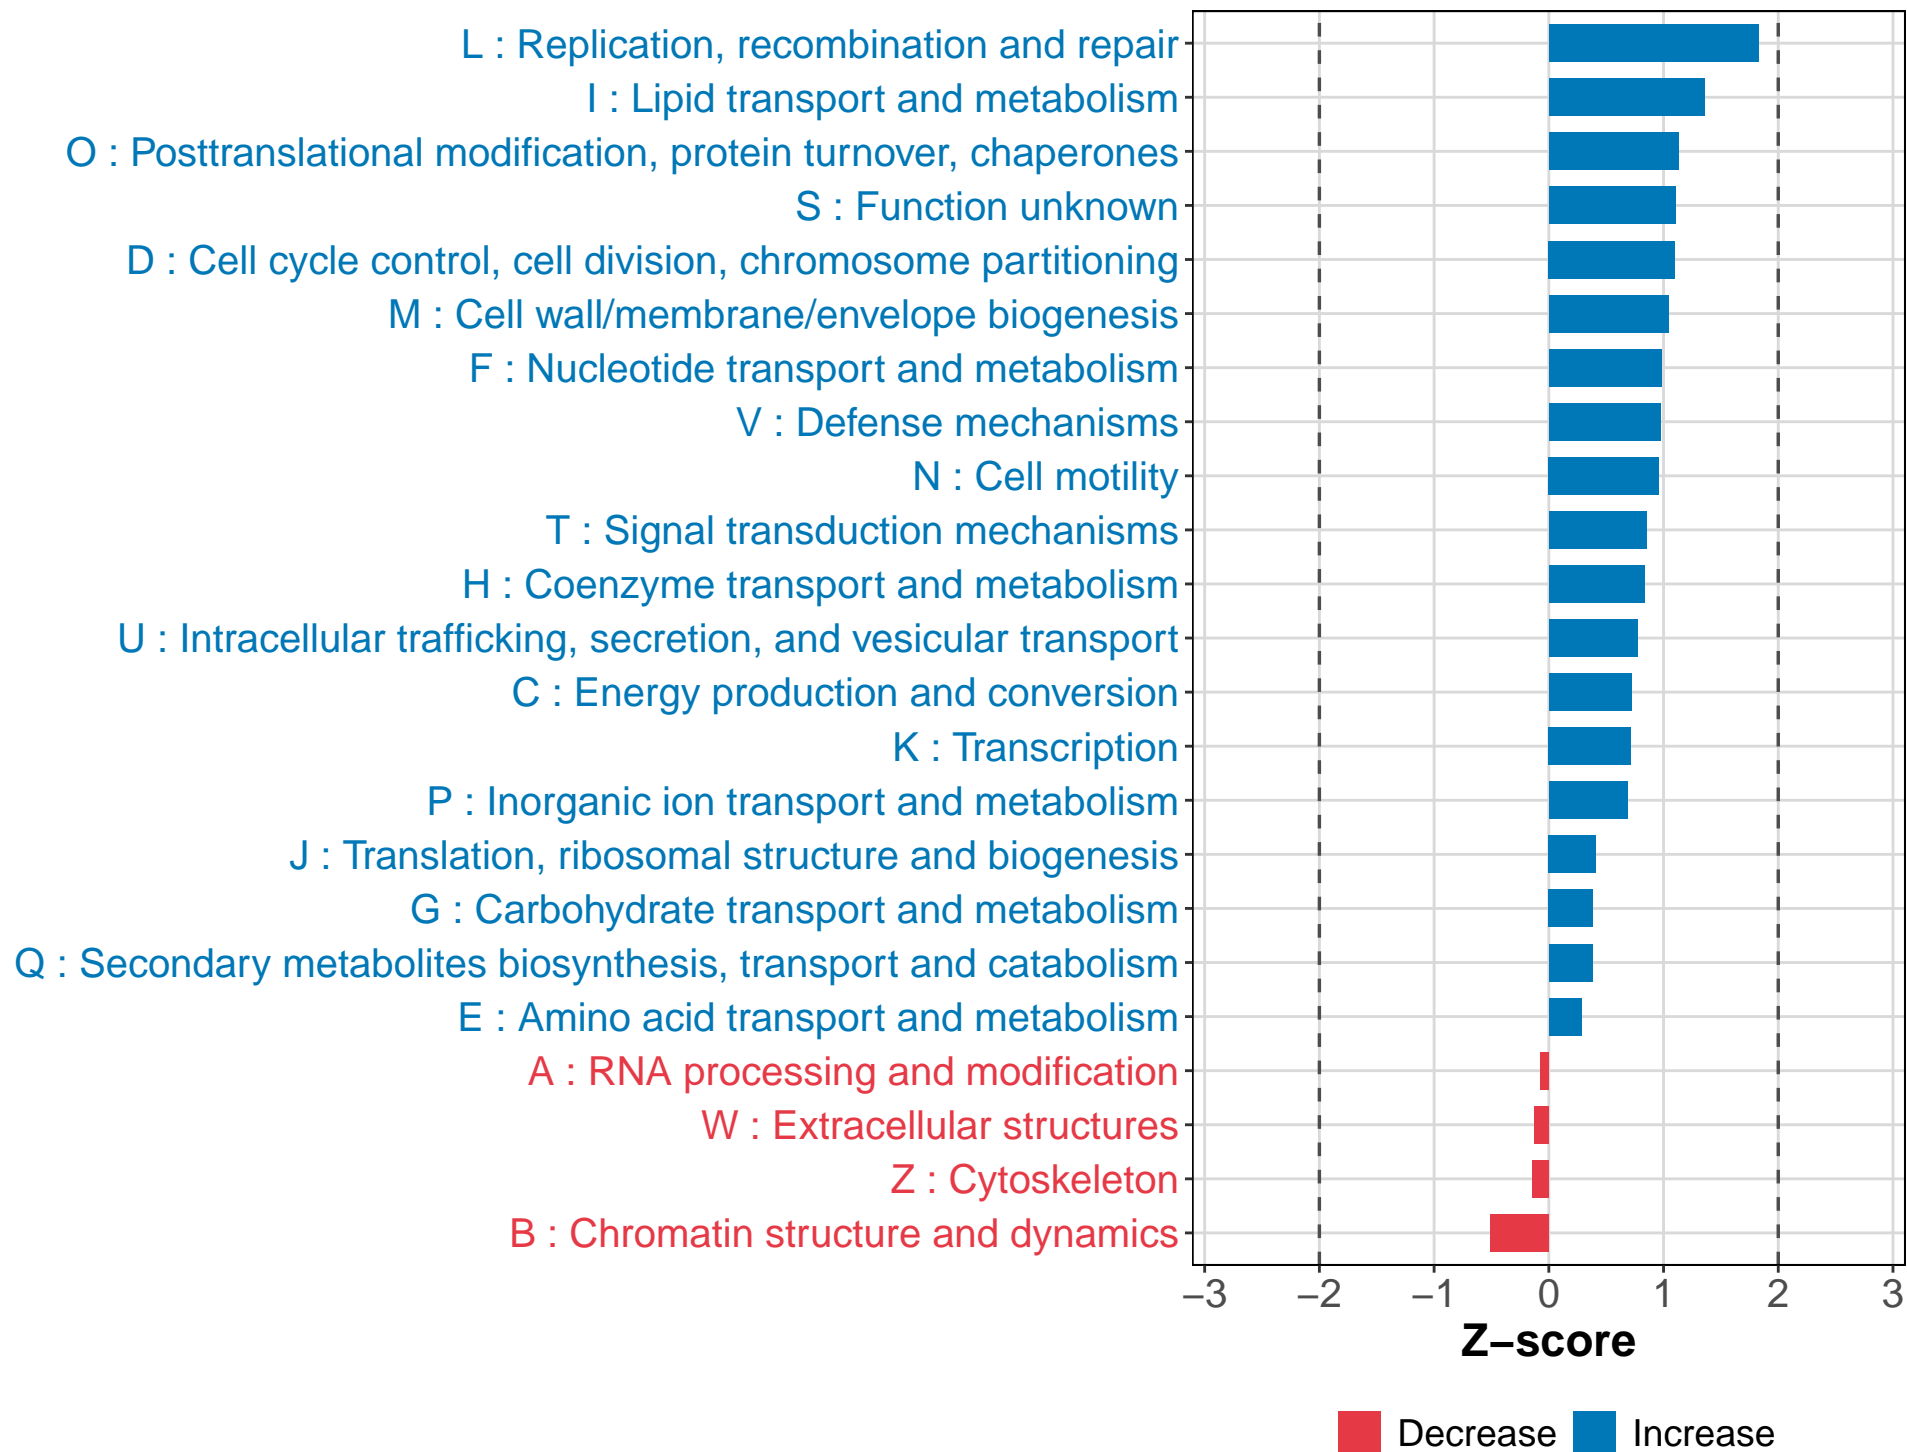 L : Replication, recombination and repair
I : Lipid transport and metabolism
O : Posttranslational modification, protein turnover, chaperones
S : Function unknown
D : Cell cycle control, cell division, chromosome partitioning
M : Cell wall/membrane/envelope biogenesis
F : Nucleotide transport and metabolism
V : Defense mechanisms
N : Cell motility
T : Signal transduction mechanisms
H : Coenzyme transport and metabolism
U : Intracellular trafficking, secretion, and vesicular transport
C : Energy production and conversion
K : Transcription
P : Inorganic ion transport and metabolism
J : Translation, ribosomal structure and biogenesis
G : Carbohydrate transport and metabolism
Q : Secondary metabolites biosynthesis, transport and catabolism
E : Amino acid transport and metabolism
A : RNA processing and modification
W : Extracellular structures
Z : Cytoskeleton
B : Chromatin structure and dynamics
−3 −2 −1 0 1 2 3
Z−score
Decrease Increase